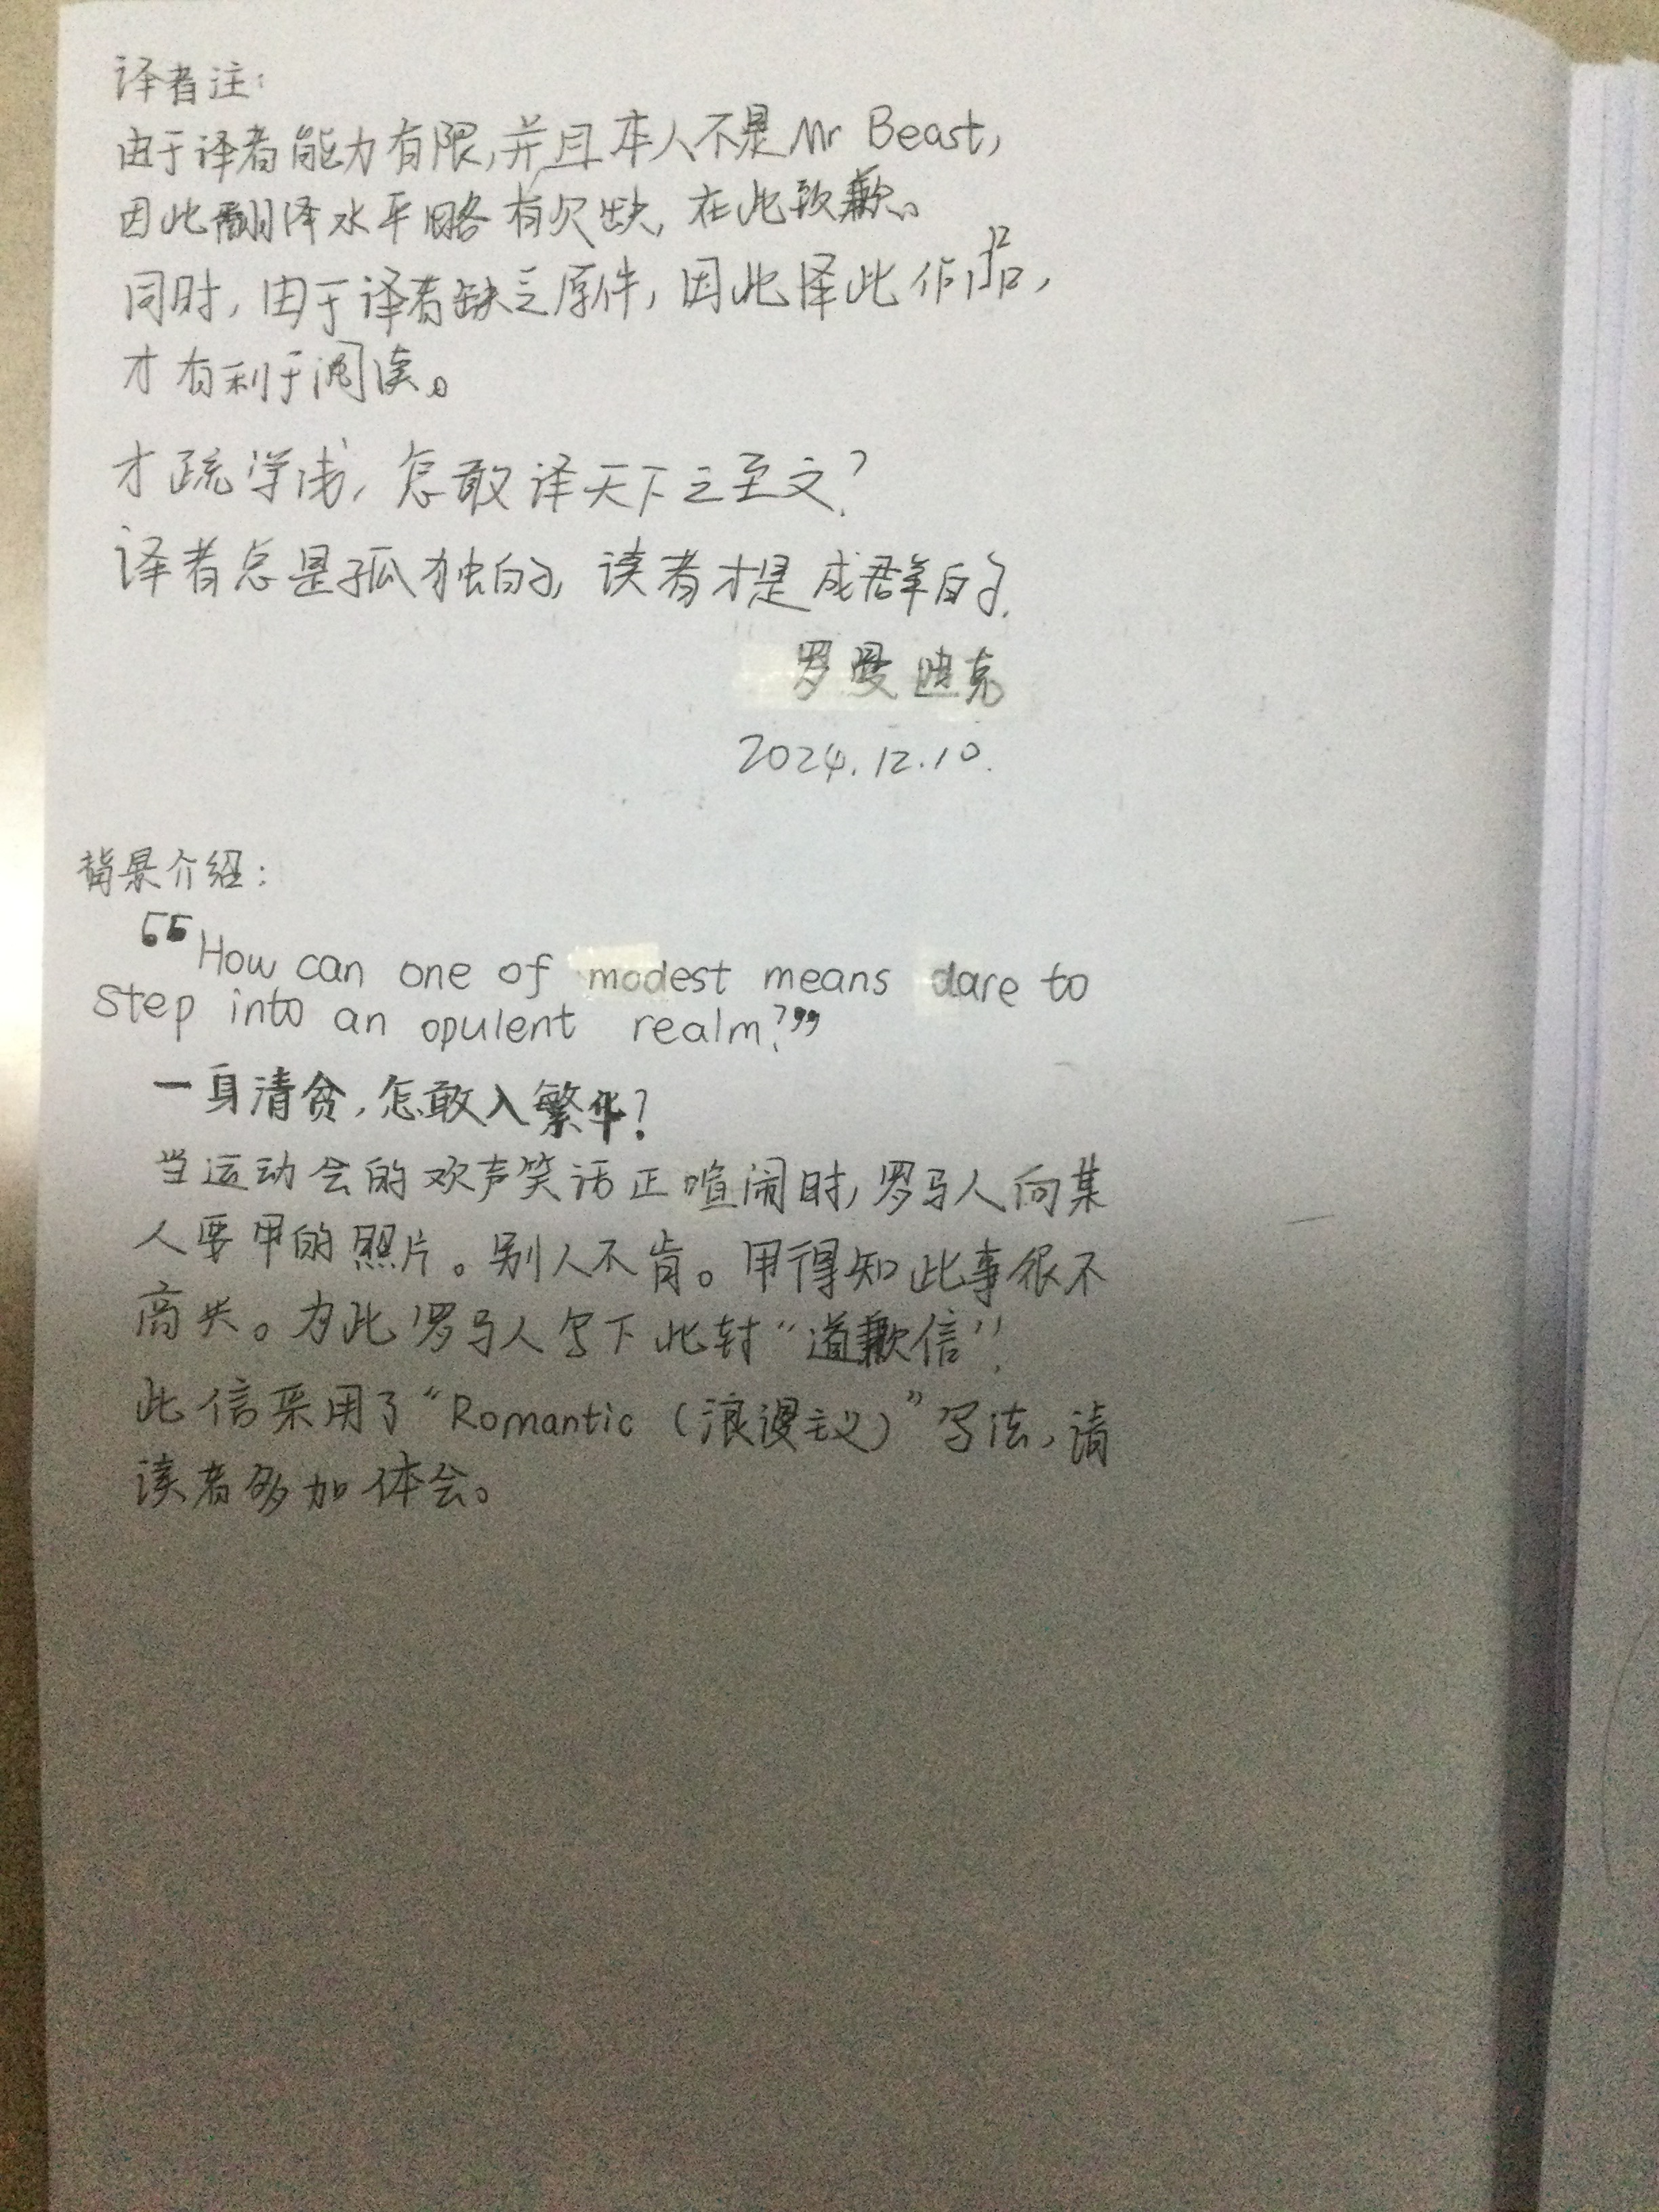 译者注:
由于译者能力有限,并且本人不是Mr Beast,
因此翻译水平略有欠缺,在此致歉。
同时,由于译者缺乏原件,因此译此作品,
才有利于阅读。
才疏学浅,怎敢译天下之至文?
译者总是孤独的,读者才是成群的.
罗曼迪克
2024.12.10.
背景介绍:
“How can one of modest means dare to
step into an opulent realm?”
一身清贫,怎敢入繁华?
当运动会的欢声笑话正喧闹时,罗马人向某
人要甲的照片。别人不肯。甲得知此事很不
高兴。为此罗马人写下此封“道歉信”.
此信采用了“Romantic (浪漫主义)”写法,请
读者多加体会。